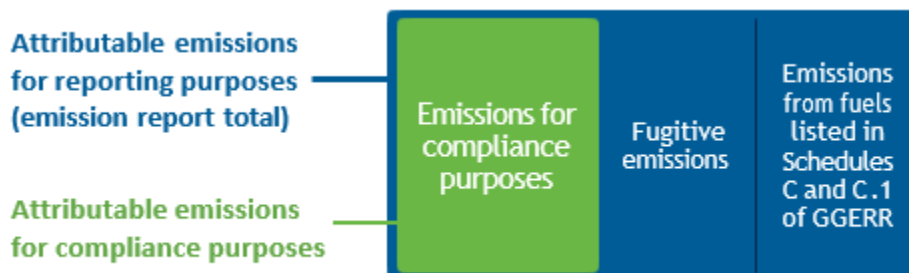 Attributable emissions
for reporting purposes
(emission report total)
Attributable emissions
for compliance purposes
Emissions for
compliance
purposes
Fugitive
emissions
Emissions
from fuels
listed in
Schedules
C and C.1
of GGERR